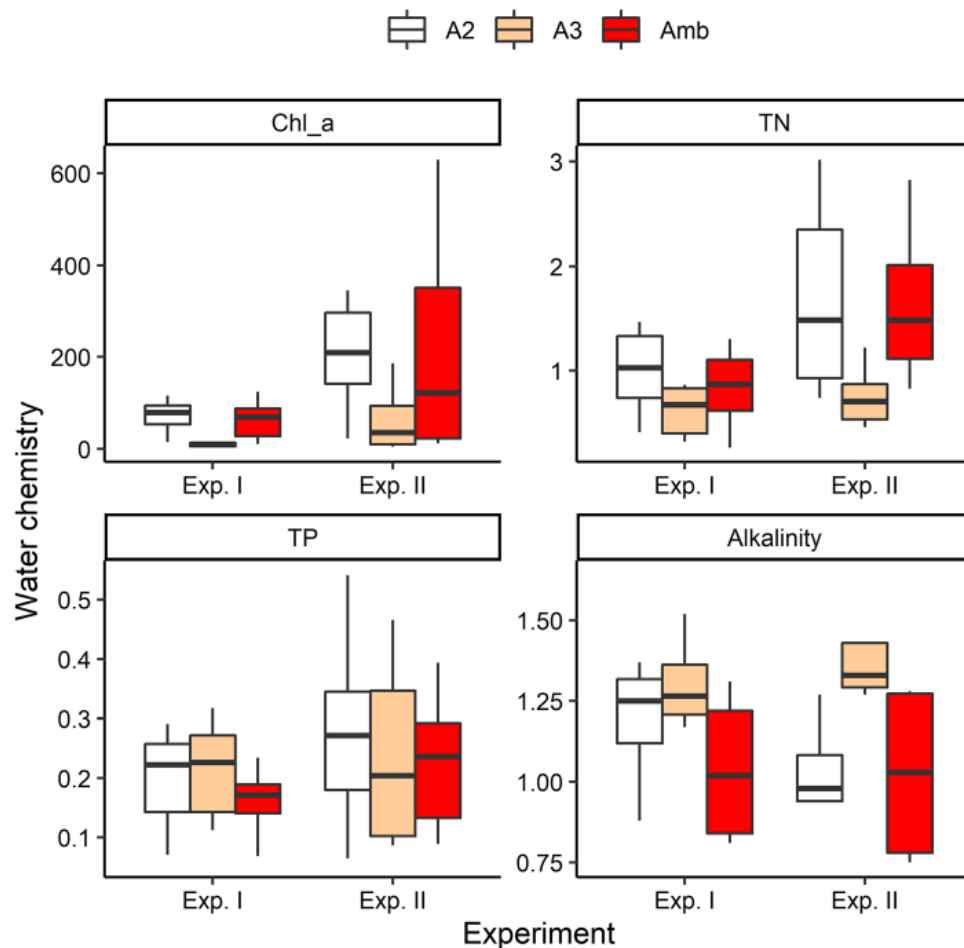 A2 A3 Amb
Chl_a
TN
600
400
200
0
3
2
1
Exp. I Exp. II
Exp. I Exp. II
TP
Alkalinity
0.5
0.4
0.3
0.2
0.1
1.50
1.25
1.00
0.75
Exp. I Exp. II
Exp. I Exp. II
Water chemistry
Experiment